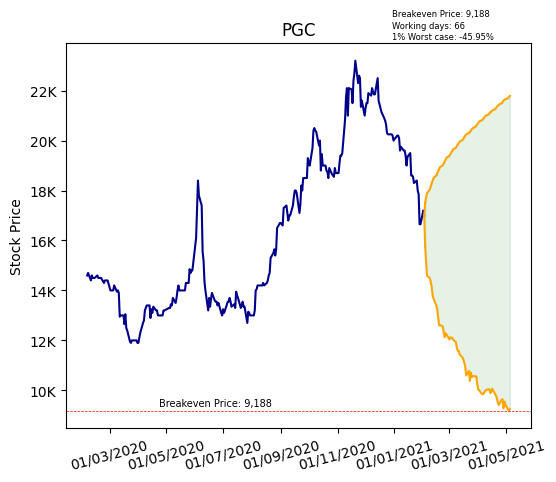 Breakeven Price: 9,188
Working days: 66
1% Worst case: -45.95%
PGC
Stock Price
22K
20K
18K
16K
14K
12K
10K
Breakeven Price: 9,188
01/03/2020
01/05/2020
01/07/2020
01/09/2020
01/11/2020
01/01/2021
01/03/2021
01/05/2021